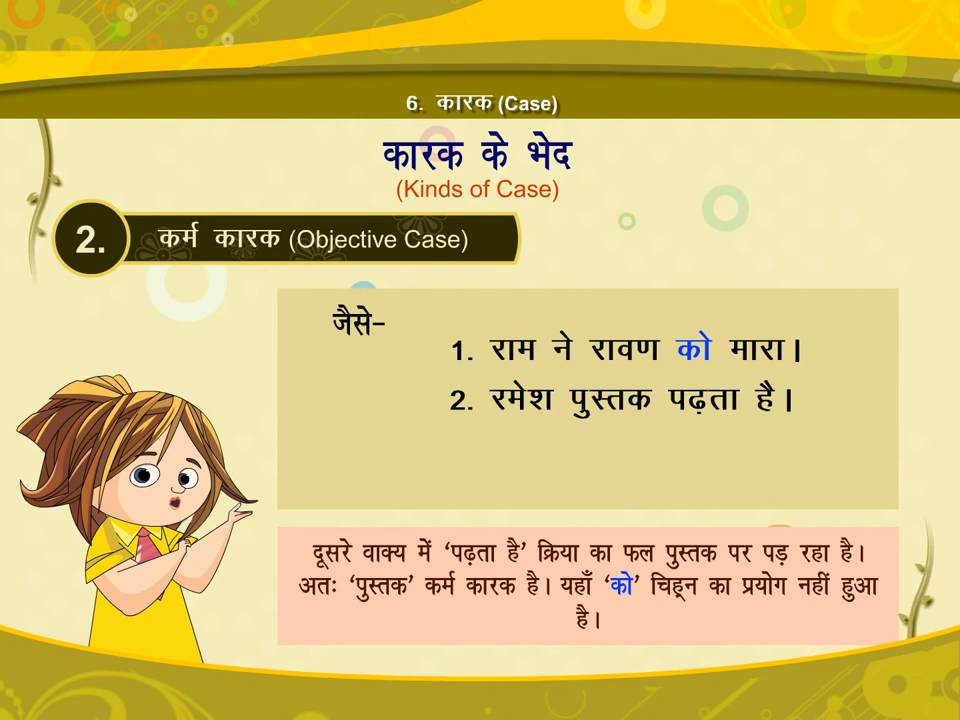 6. कारक (Case)
कारक के भेद
(Kinds of Case)
2. कर्म कारक (Objective Case)
जैसे-
1. राम ने रावण को मारा।
2. रमेश पुस्तक पढ़ता है।
दूसरे वाक्य में ‘पढ़ता है’ क्रिया का फल पुस्तक पर पड़ रहा है।
अतः ‘पुस्तक’ कर्म कारक है। यहाँ ‘को’ चिह्न का प्रयोग नहीं हुआ
है।